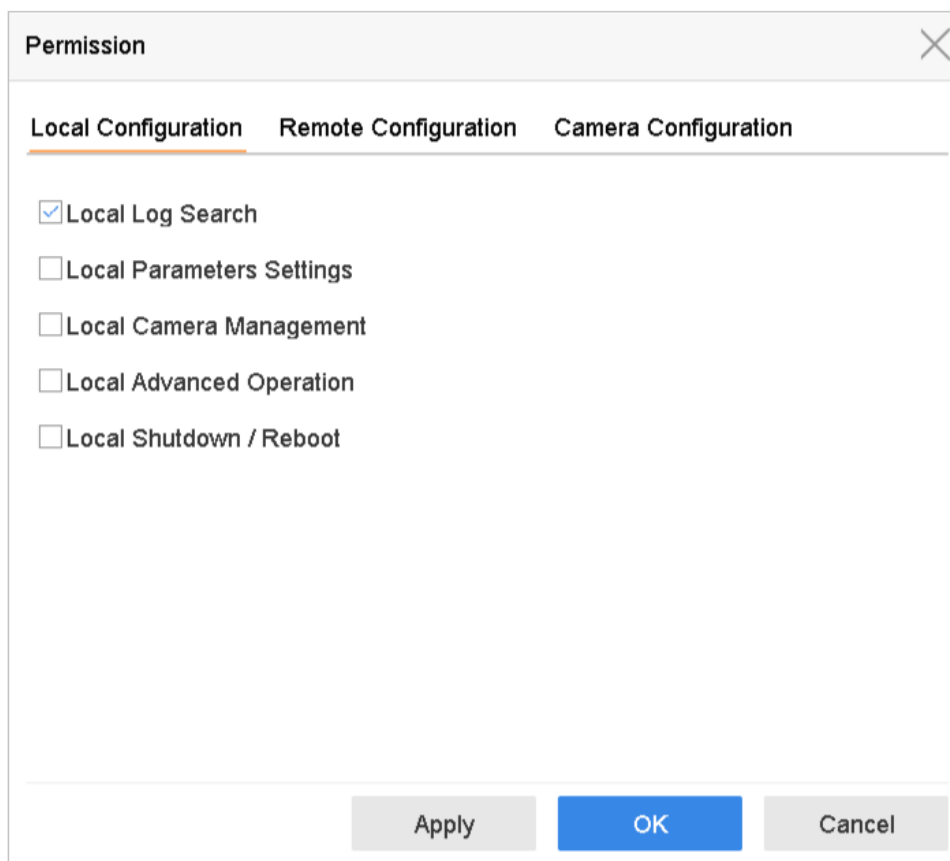 Permission
Local Configuration Remote Configuration Camera Configuration
Local Log Search
Local Parameters Settings
Local Camera Management
Local Advanced Operation
Local Shutdown / Reboot
Apply OK Cancel